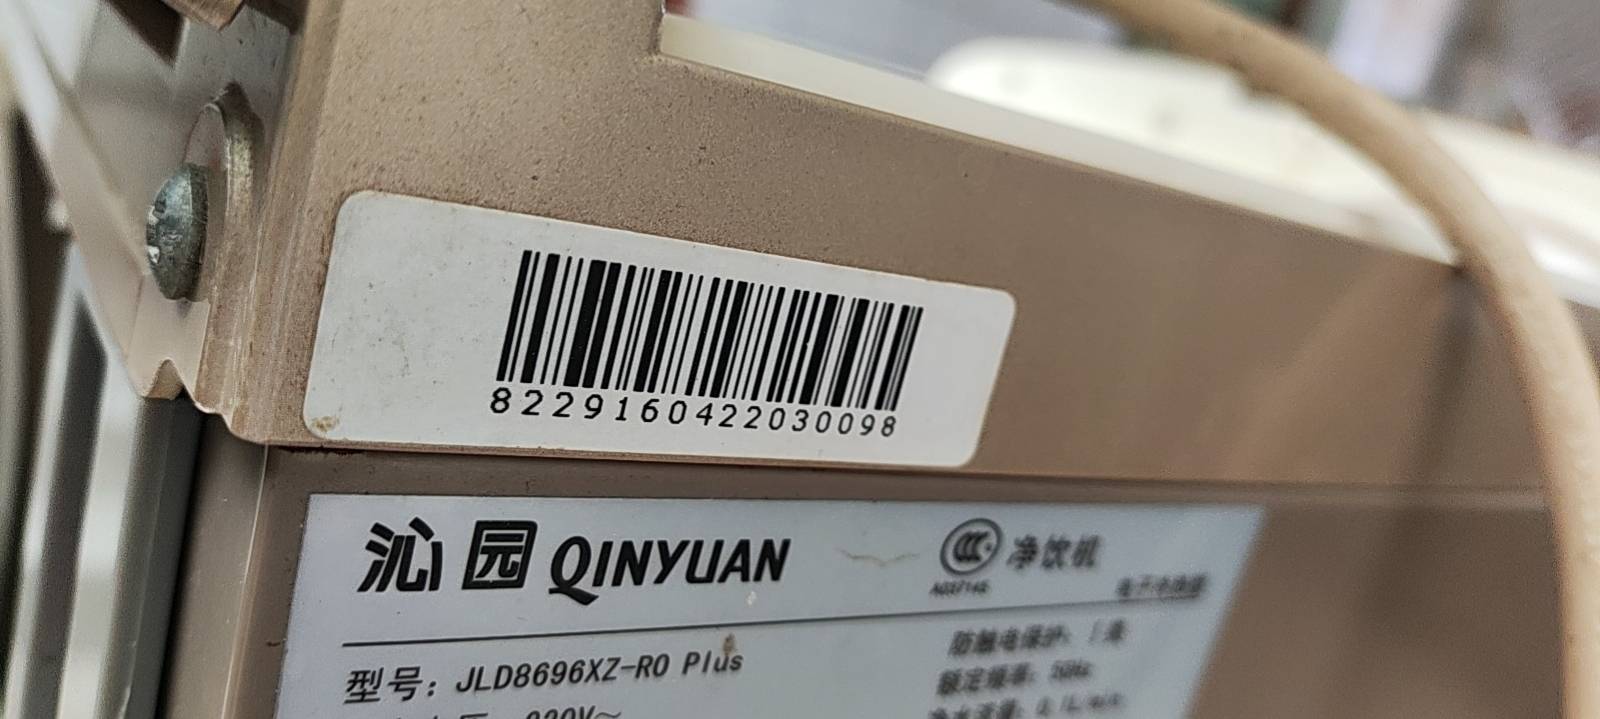 8229160422030098
沁园 QINYUAN
净饮机
型号：JLD8696XZ-RO Plus
防触电保护：I类
额定频率：50Hz
220V～